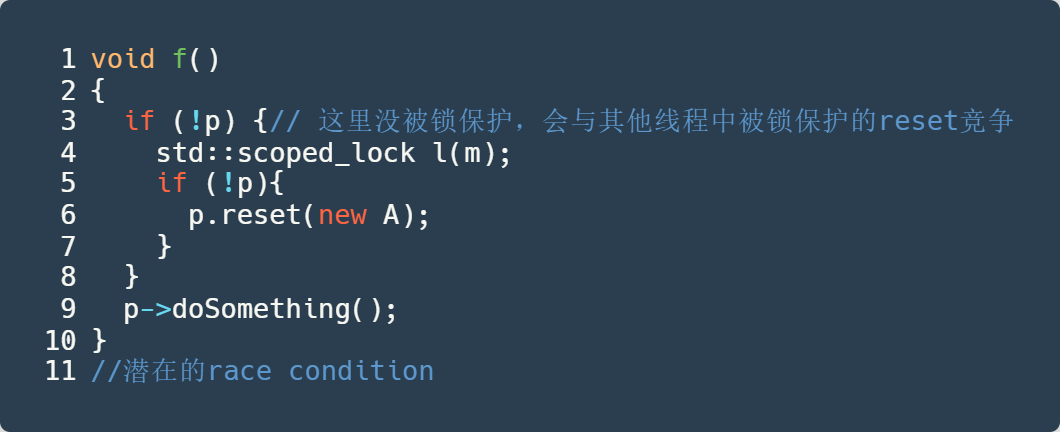 1 void f()
2 {
3   if (!p) {// 这里没被锁保护，会与其他线程中被锁保护的reset竞争
4     std::scoped_lock l(m);
5     if (!p){
6       p.reset(new A);
7     }
8   }
9   p->doSomething();
10 }
11 //潜在的race condition